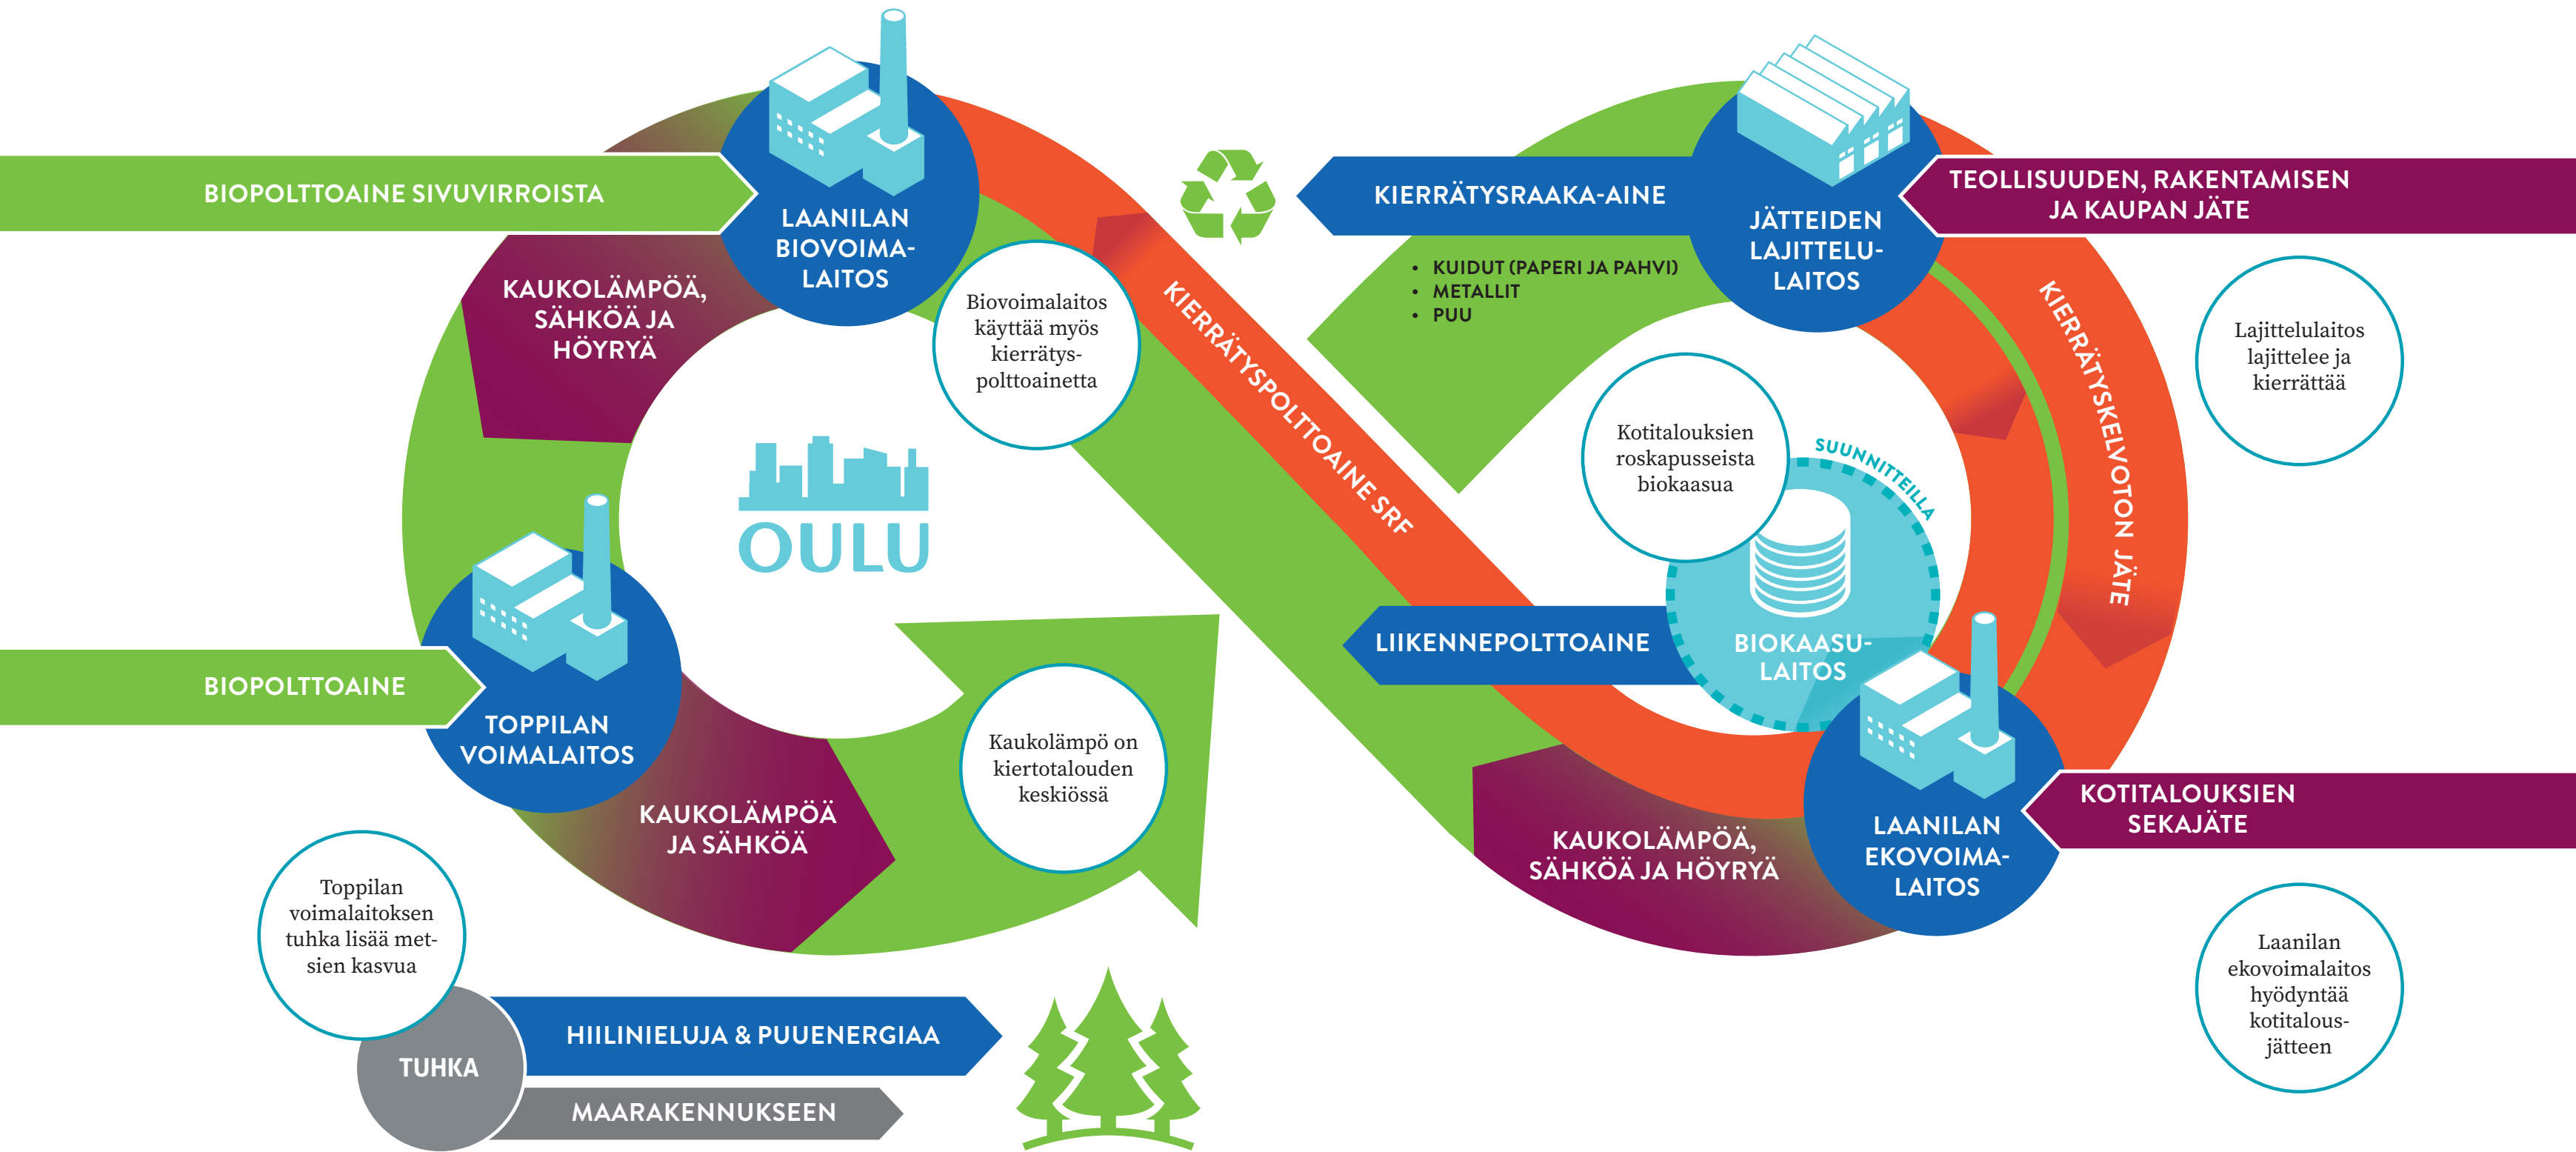 BIOPOLTTOAINE SIVUVIRROISTA
LAANILAN
BIOVOIMA-
LAITOS
KAUKOLÄMPÖÄ,
SÄHKÖÄ JA
HÖYRYÄ
Biovoimalaitos
käyttää myös
kierrätys-
polttoainetta
KIERRÄTYSPOLTTOAINE SRF
KIERRÄTYSRAAKA-AINE
• KUIDUT (PAPERI JA PAHVI)
• METALLIT
• PUU
JÄTTEIDEN
LAJITTELU-
LAITOS
TEOLLISUUDEN, RAKENTAMISEN
JA KAUPAN JÄTE
KIERRÄTYSKELVOTON JÄTE
Lajittelulaitos
lajittelee ja
kierrättää
OULU
Kotitalouksien
roskapusseista
biokaasua
SUUNNITTEILLA
BIOKAASU-
LAITOS
LIIKENNEPOLTTOAINE
BIOPOLTTOAINE
TOPPILAN
VOIMALAITOS
KAUKOLÄMPÖÄ
JA SÄHKÖÄ
Kaukolämpö on
kiertotalouden
keskiössä
KAUKOLÄMPÖÄ,
SÄHKÖÄ JA HÖYRYÄ
LAANILAN
EKOVOIMA-
LAITOS
KOTITALOUKSIEN
SEKAJÄTE
Laanilan
ekovoimalaitos
hyödyntää
kotitalous-
jätteen
Toppilan
voimalaitoksen
tuhka lisää met-
sien kasvua
TUHKA
HIILINIELUJA & PUUENERGIAA
MAARAKENNUKSEEN